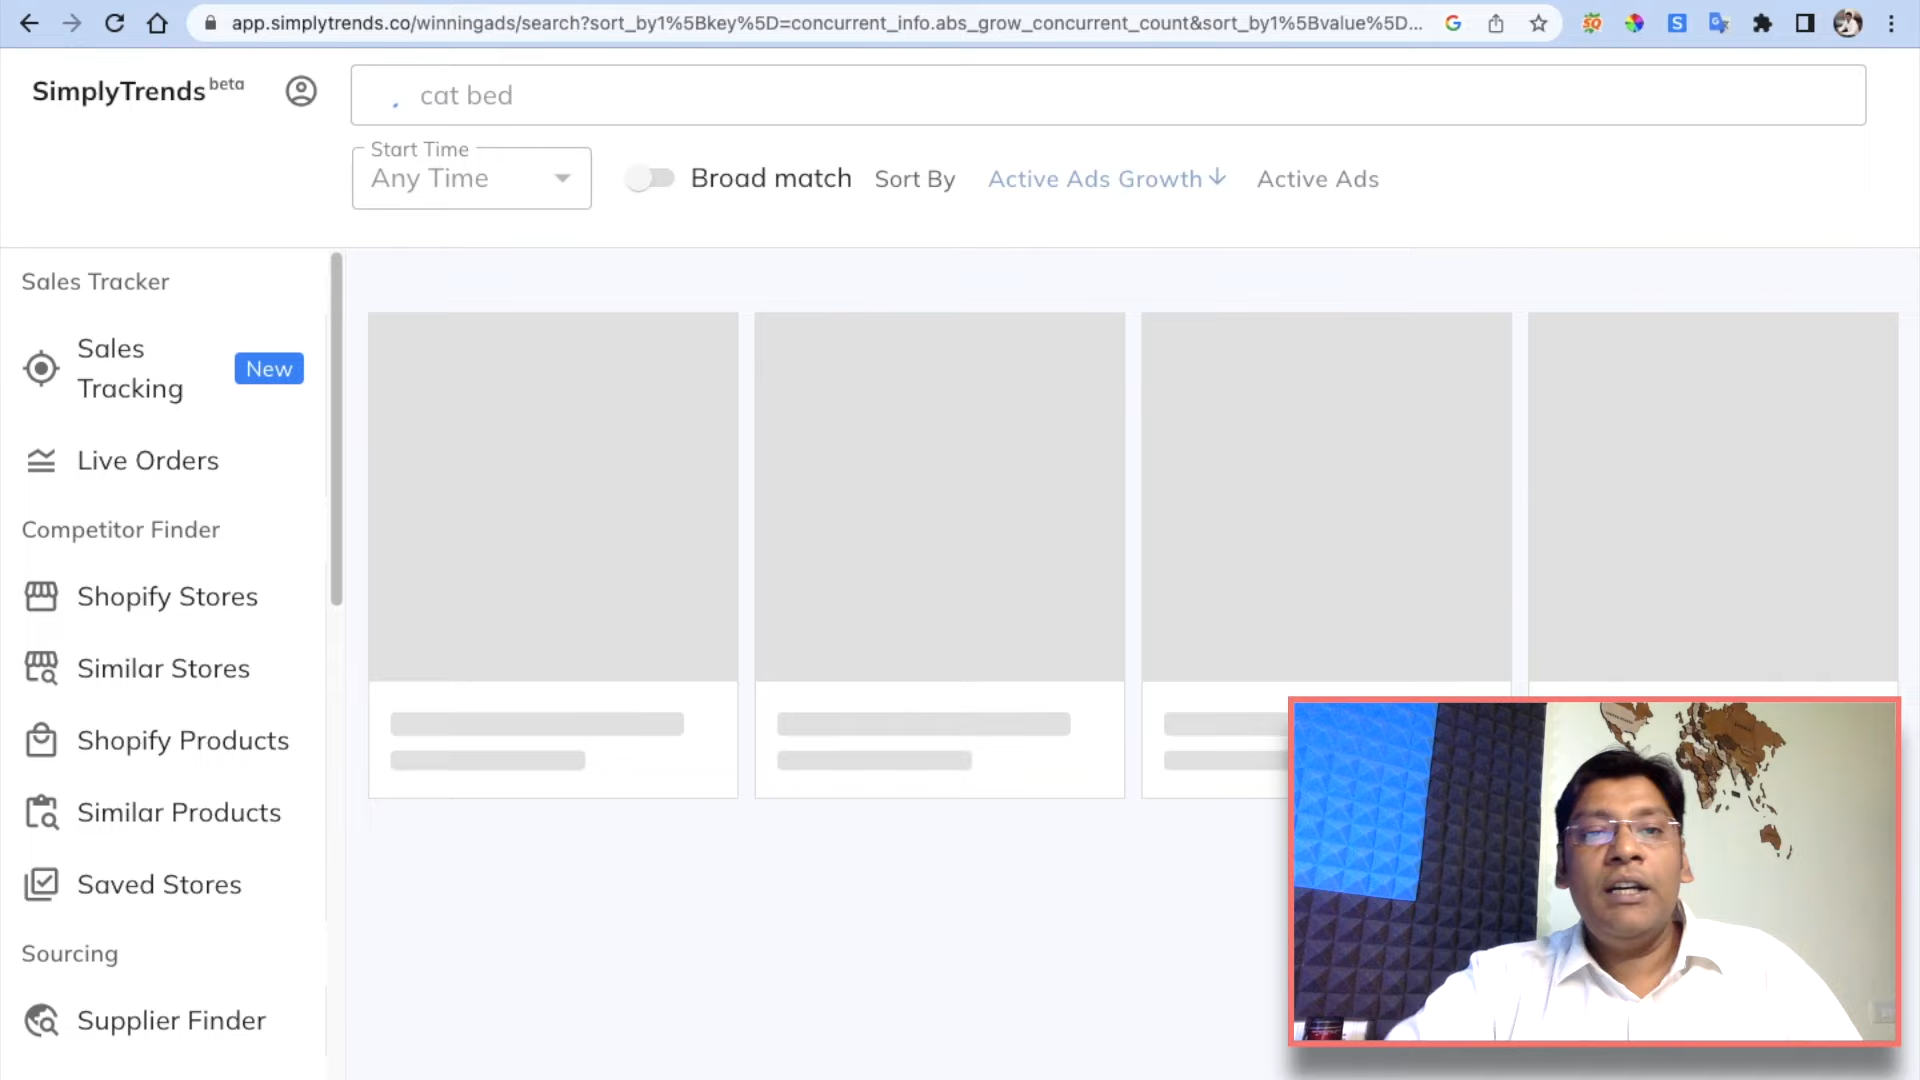 app.simplytrends.co/winningads/search?sort_by1%5Bkey%5D=concurrent_info.abs_grow_concurrent_count&sort_by1%5Bvalue%5D...
SimplyTrends beta
cat bed
Start Time
Any Time
Broad match
Sort By
Active Ads Growth
Active Ads
Sales Tracker
Sales
Tracking
New
Live Orders
Competitor Finder
Shopify Stores
Similar Stores
Shopify Products
Similar Products
Saved Stores
Sourcing
Supplier Finder